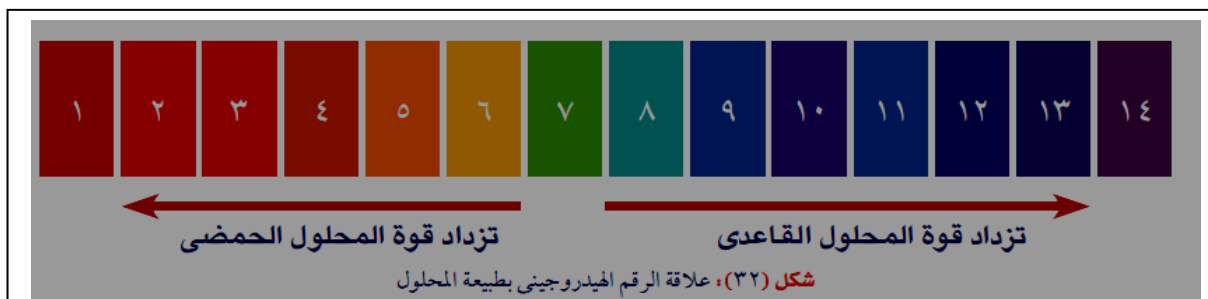 ١ ٢ ٣ ٤ ٥ ٦ ٧ ٨ ٩ ١٠ ١١ ١٢ ١٣ ١٤
تزداد قوة المحلول القاعدى
تزداد قوة المحلول الحمضى
شكل (٣٢): علاقة الرقم الهيدروجينى بطبيعة المحلول